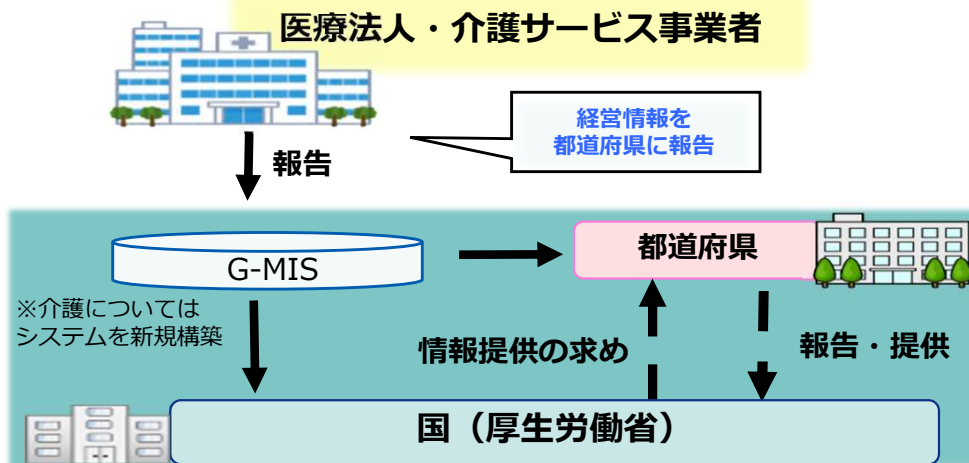 医療法人・介護サービス事業者
経営情報を
都道府県に報告
報告
G-MIS
都道府県
※介護については
システムを新規構築
情報提供の求め
報告・提供
国（厚生労働省）